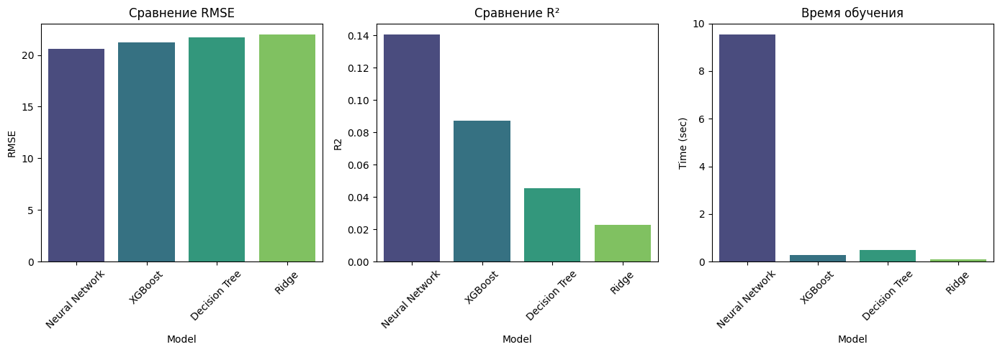 Сравнение RMSE
RMSE
20
15
10
5
0
Neural Network
XGBoost
Decision Tree
Ridge
Model
Сравнение R²
R2
0.14
0.12
0.10
0.08
0.06
0.04
0.02
0.00
Neural Network
XGBoost
Decision Tree
Ridge
Model
Время обучения
Time (sec)
10
8
6
4
2
0
Neural Network
XGBoost
Decision Tree
Ridge
Model